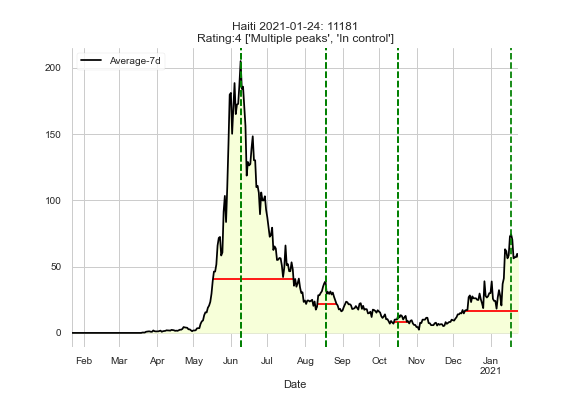 Haiti 2021-01-24: 11181
Rating:4 ['Multiple peaks', 'In control']
Average-7d
200
150
100
50
0
Feb Mar Apr May Jun Jul Aug Sep Oct Nov Dec Jan
2021
Date